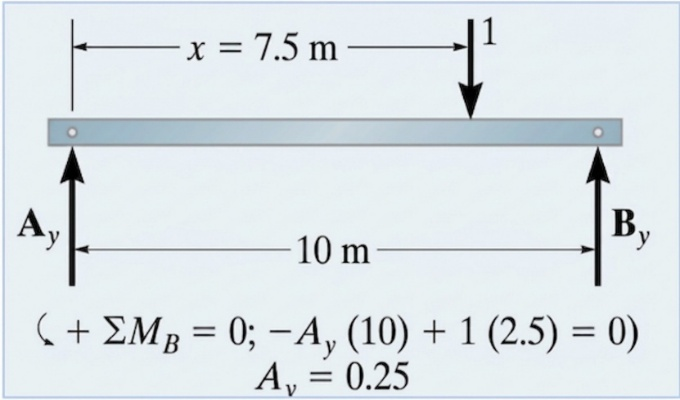 x = 7.5 m
1
A_y
B_y
10 m
⤹ + ΣM_B = 0; −A_y (10) + 1 (2.5) = 0)
A_y = 0.25